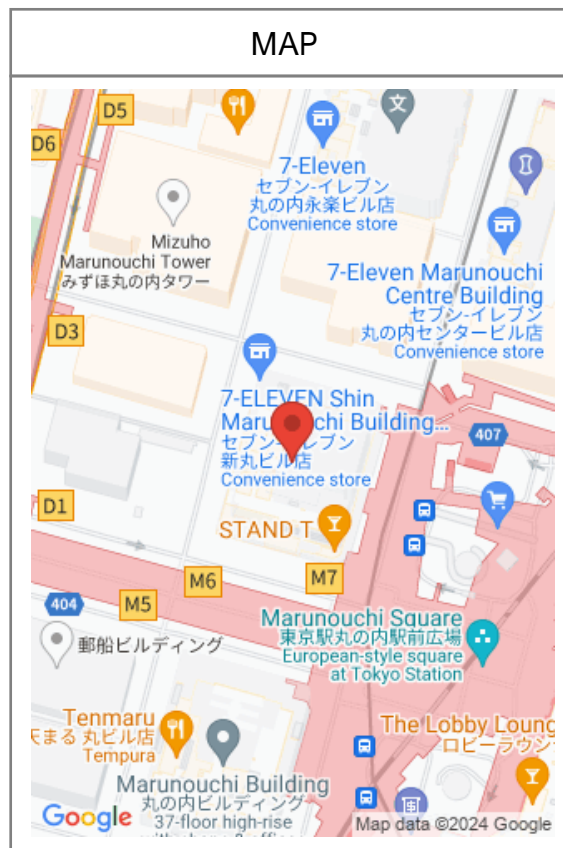 MAP
D5
D6
7-Eleven
セブン-イレブン
丸の内永楽ビル店
Convenience store
文
Mizuho
Marunouchi Tower
みずほ丸の内タワー
7-Eleven Marunouchi
Centre Building
セブン-イレブン
丸の内センタービル店
Convenience store
D3
7-ELEVEN Shin
Marunouchi Building...
セブン-イレブン
新丸ビル店
Convenience store
407
D1
STAND T
M6
M7
404
M5
Marunouchi Square
東京駅丸の内駅前広場
European-style square
at Tokyo Station
郵船ビルディング
Tenmaru
天まる 丸ビル店
Tempura
The Lobby Loung
ロビーラウン
Marunouchi Building
丸の内ビルディング
37-floor high-rise
Google
Map data ©2024 Google